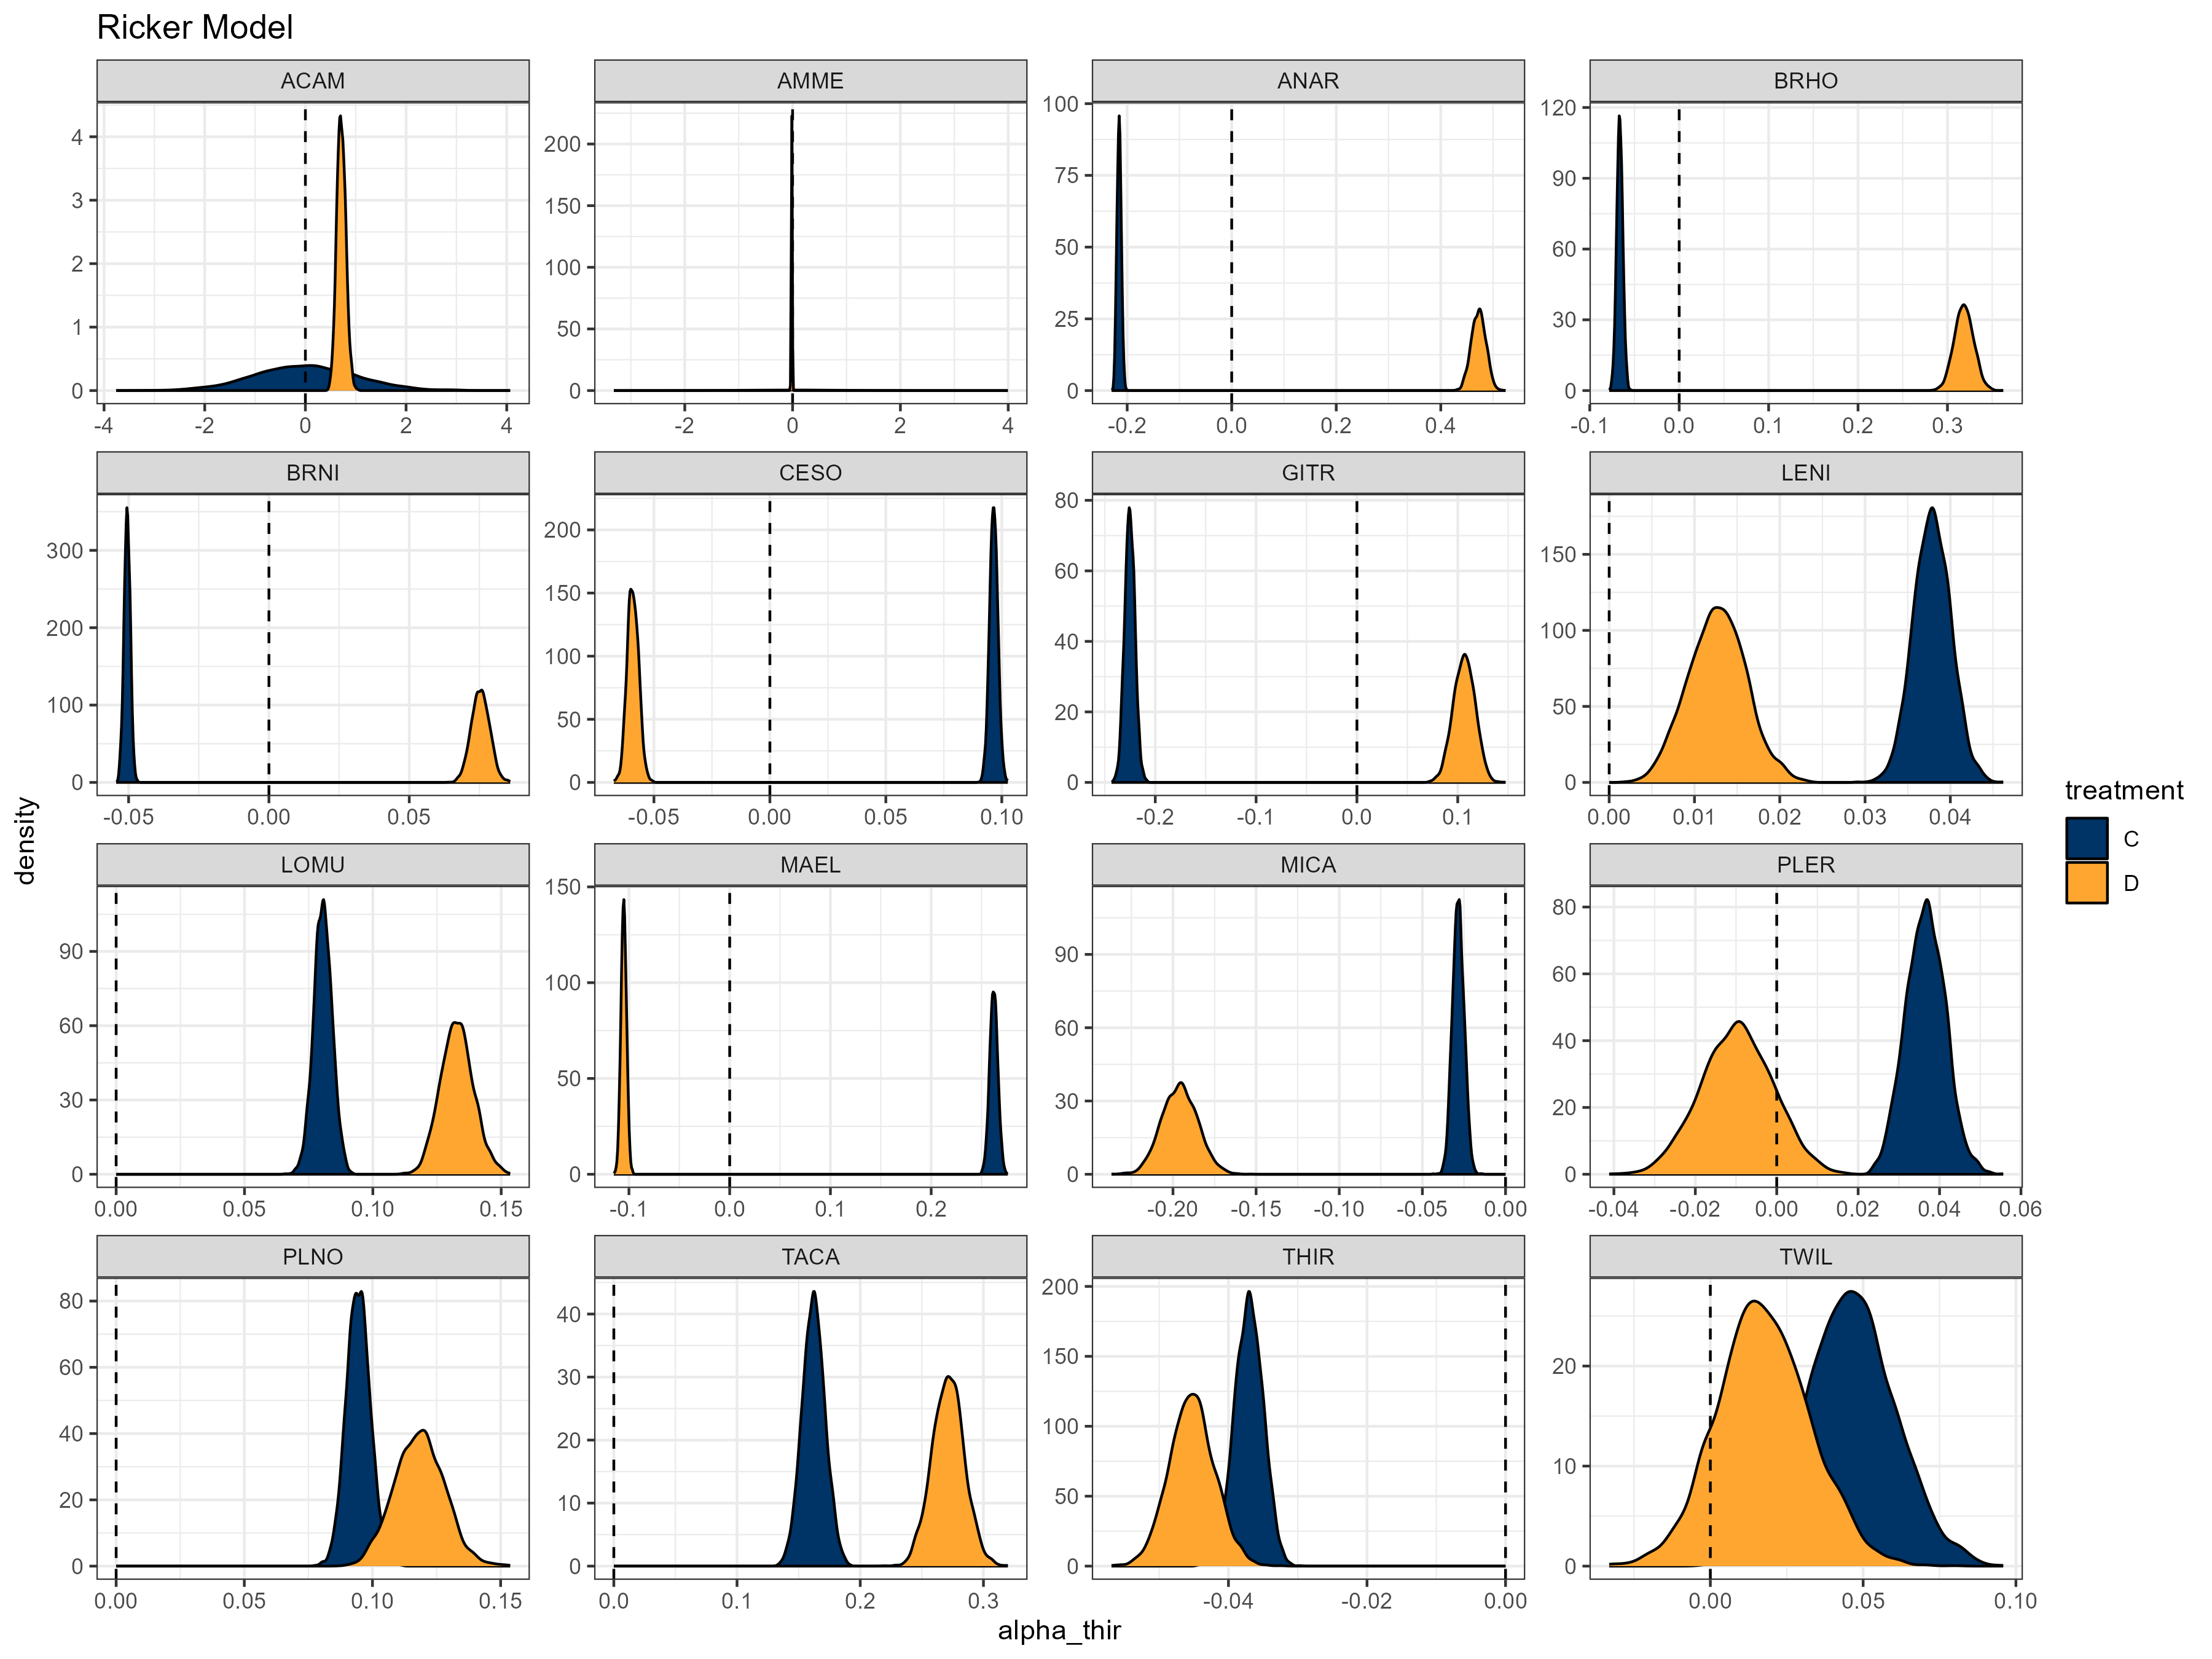 Ricker Model
ACAM AMME ANAR BRHO
4 3 2 1 0
200 150 100 50 0
100 75 50 25 0
120 90 60 30 0
-4 -2 0 2 4
-2 0 2 4
-0.2 0.0 0.2 0.4
-0.1 0.0 0.1 0.2 0.3
BRNI CESO GITR LENI
300 200 100 0
200 150 100 50 0
80 60 40 20 0
150 100 50 0
-0.05 0.00 0.05
-0.05 0.00 0.05 0.10
-0.2 -0.1 0.0 0.1
0.00 0.01 0.02 0.03 0.04
LOMU MAEL MICA PLER
90 60 30 0
150 100 50 0
90 60 30 0
80 60 40 20 0
0.00 0.05 0.10 0.15
-0.1 0.0 0.1 0.2
-0.20 -0.15 -0.10 -0.05 0.00
-0.04 -0.02 0.00 0.02 0.04 0.06
PLNO TACA THIR TWIL
80 60 40 20 0
40 30 20 10 0
200 150 100 50 0
20 10 0
0.00 0.05 0.10 0.15
0.0 0.1 0.2 0.3
-0.04 -0.02 0.00
0.00 0.05 0.10
density
alpha_thir
treatment
C
D